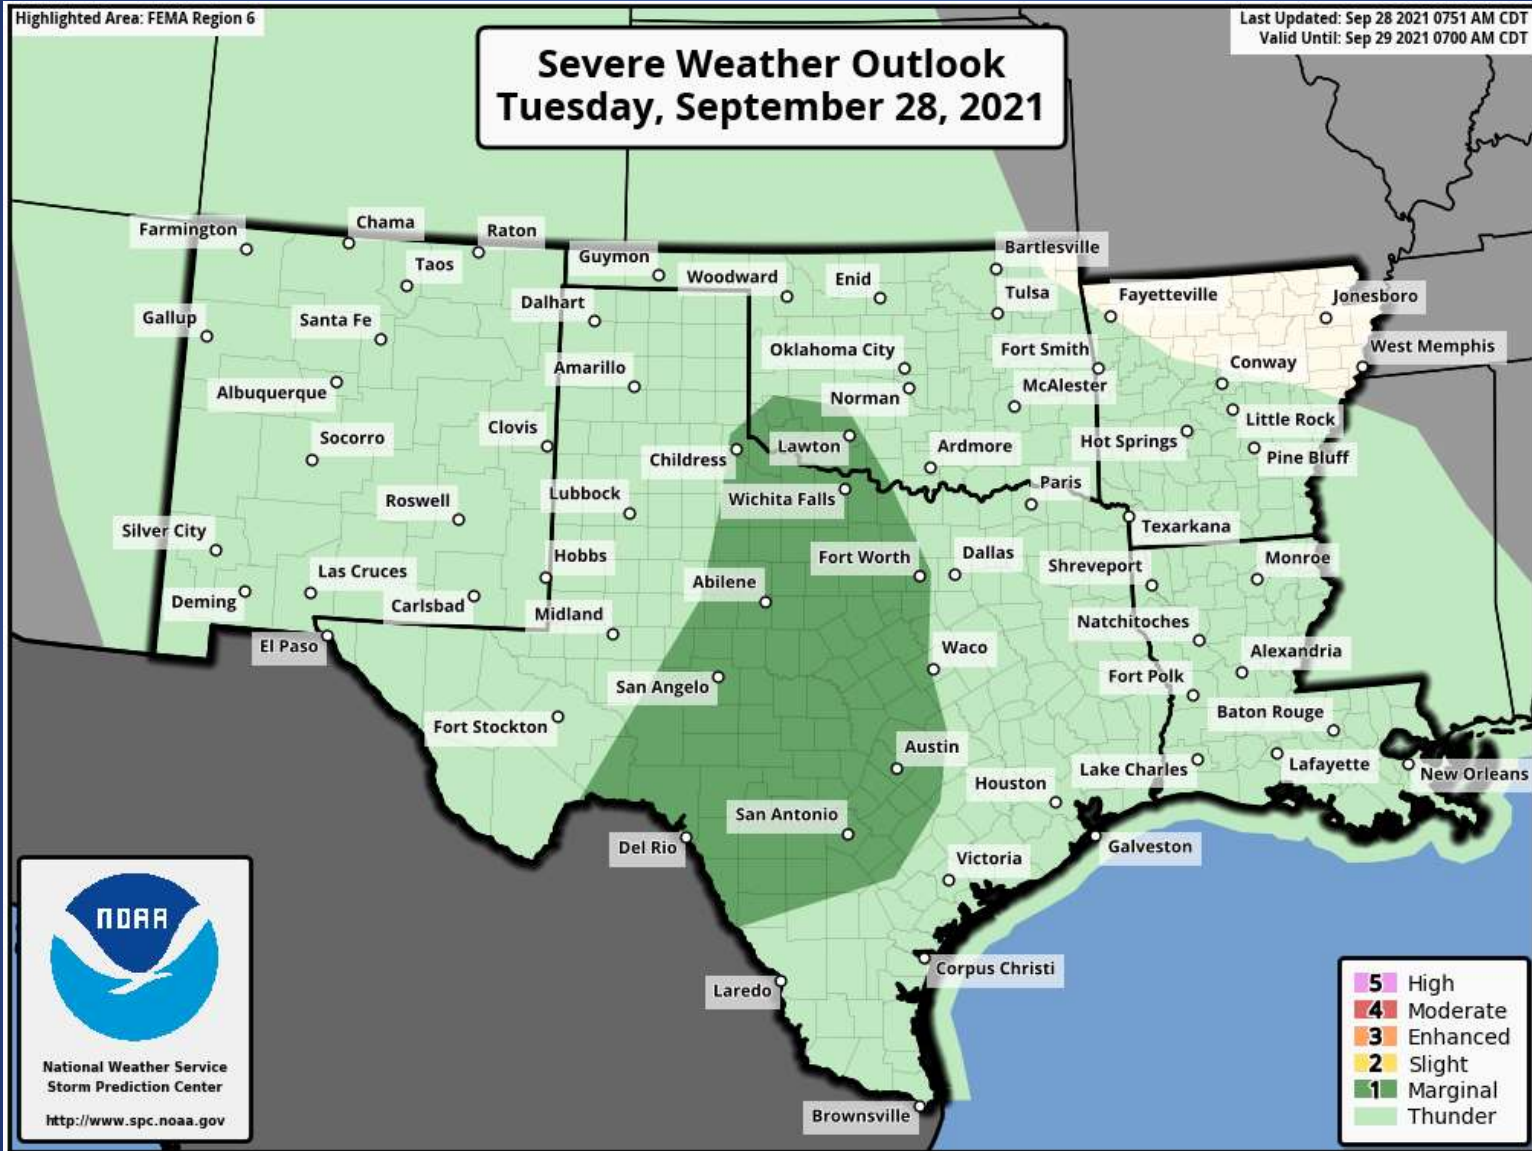 Highlighted Area: FEMA Region 6
Last Updated: Sep 28 2021 0751 AM CDT
Valid Until: Sep 29 2021 0700 AM CDT
Severe Weather Outlook
Tuesday, September 28, 2021
Farmington
Chama
Raton
Taos
Guymon
Woodward
Enid
Bartlesville
Dalhart
Tulsa
Fayetteville
Jonesboro
Gallup
Santa Fe
Oklahoma City
Fort Smith
Conway
West Memphis
Amarillo
Albuquerque
Norman
McAlester
Little Rock
Clovis
Socorro
Childress
Lawton
Ardmore
Hot Springs
Pine Bluff
Roswell
Lubbock
Wichita Falls
Paris
Texarkana
Silver City
Hobbs
Fort Worth
Dallas
Shreveport
Monroe
Las Cruces
Abilene
Deming
Carlsbad
Midland
Natchitoches
El Paso
Waco
Alexandria
San Angelo
Fort Polk
Fort Stockton
Baton Rouge
Austin
Houston
Lake Charles
Lafayette
New Orleans
San Antonio
Del Rio
Victoria
Galveston
Corpus Christi
Laredo
Brownsville
NOAA
National Weather Service
Storm Prediction Center
http://www.spc.noaa.gov
5 High
4 Moderate
3 Enhanced
2 Slight
1 Marginal
Thunder